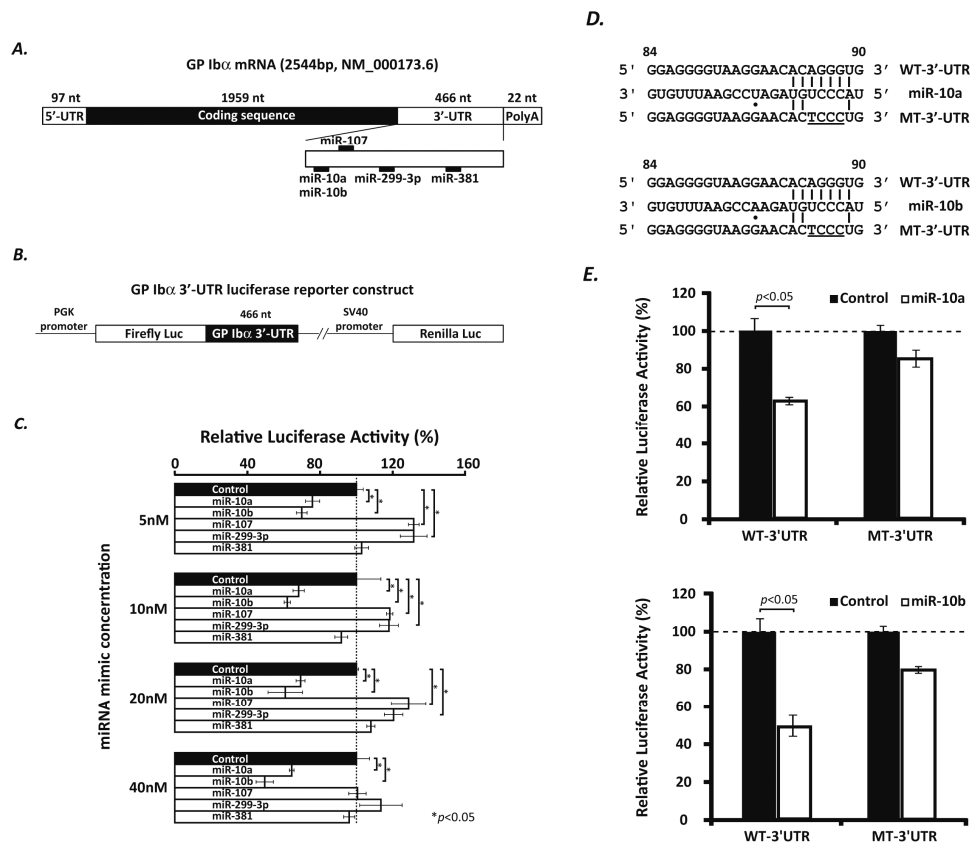 A.
GP Ibα mRNA (2544bp, NM_000173.6)
97 nt 1959 nt 466 nt 22 nt
5'-UTR Coding sequence 3'-UTR PolyA
miR-107
miR-10a miR-299-3p miR-381
miR-10b
B.
GP Ibα 3'-UTR luciferase reporter construct
PGK promoter 466 nt SV40 promoter
Firefly Luc GP Ibα 3'-UTR Renilla Luc
C.
Relative Luciferase Activity (%)
0 40 80 120 160
miRNA mimic concerntration
5nM
Control
miR-10a
miR-10b
miR-107
miR-299-3p
miR-381
* * * *
10nM
Control
miR-10a
miR-10b
miR-107
miR-299-3p
miR-381
* * * *
20nM
Control
miR-10a
miR-10b
miR-107
miR-299-3p
miR-381
* * * *
40nM
Control
miR-10a
miR-10b
miR-107
miR-299-3p
miR-381
* *
*p<0.05
D.
84 90
5' GGAGGGGUAAGGAACACAGGGUG 3' WT-3'-UTR
3' GUGUUUAAGCCUAGAUGUCCCAU 5' miR-10a
5' GGAGGGGUAAGGAACACTCCCUG 3' MT-3'-UTR
84 90
5' GGAGGGGUAAGGAACACAGGGUG 3' WT-3'-UTR
3' GUGUUUAAGCCAAGAUGUCCCAU 5' miR-10b
5' GGAGGGGUAAGGAACACTCCCUG 3' MT-3'-UTR
E.
Relative Luciferase Activity (%)
120
100
80
60
40
20
0
p<0.05
Control miR-10a
WT-3'UTR MT-3'UTR
Relative Luciferase Activity (%)
120
100
80
60
40
20
0
p<0.05
Control miR-10b
WT-3'UTR MT-3'UTR